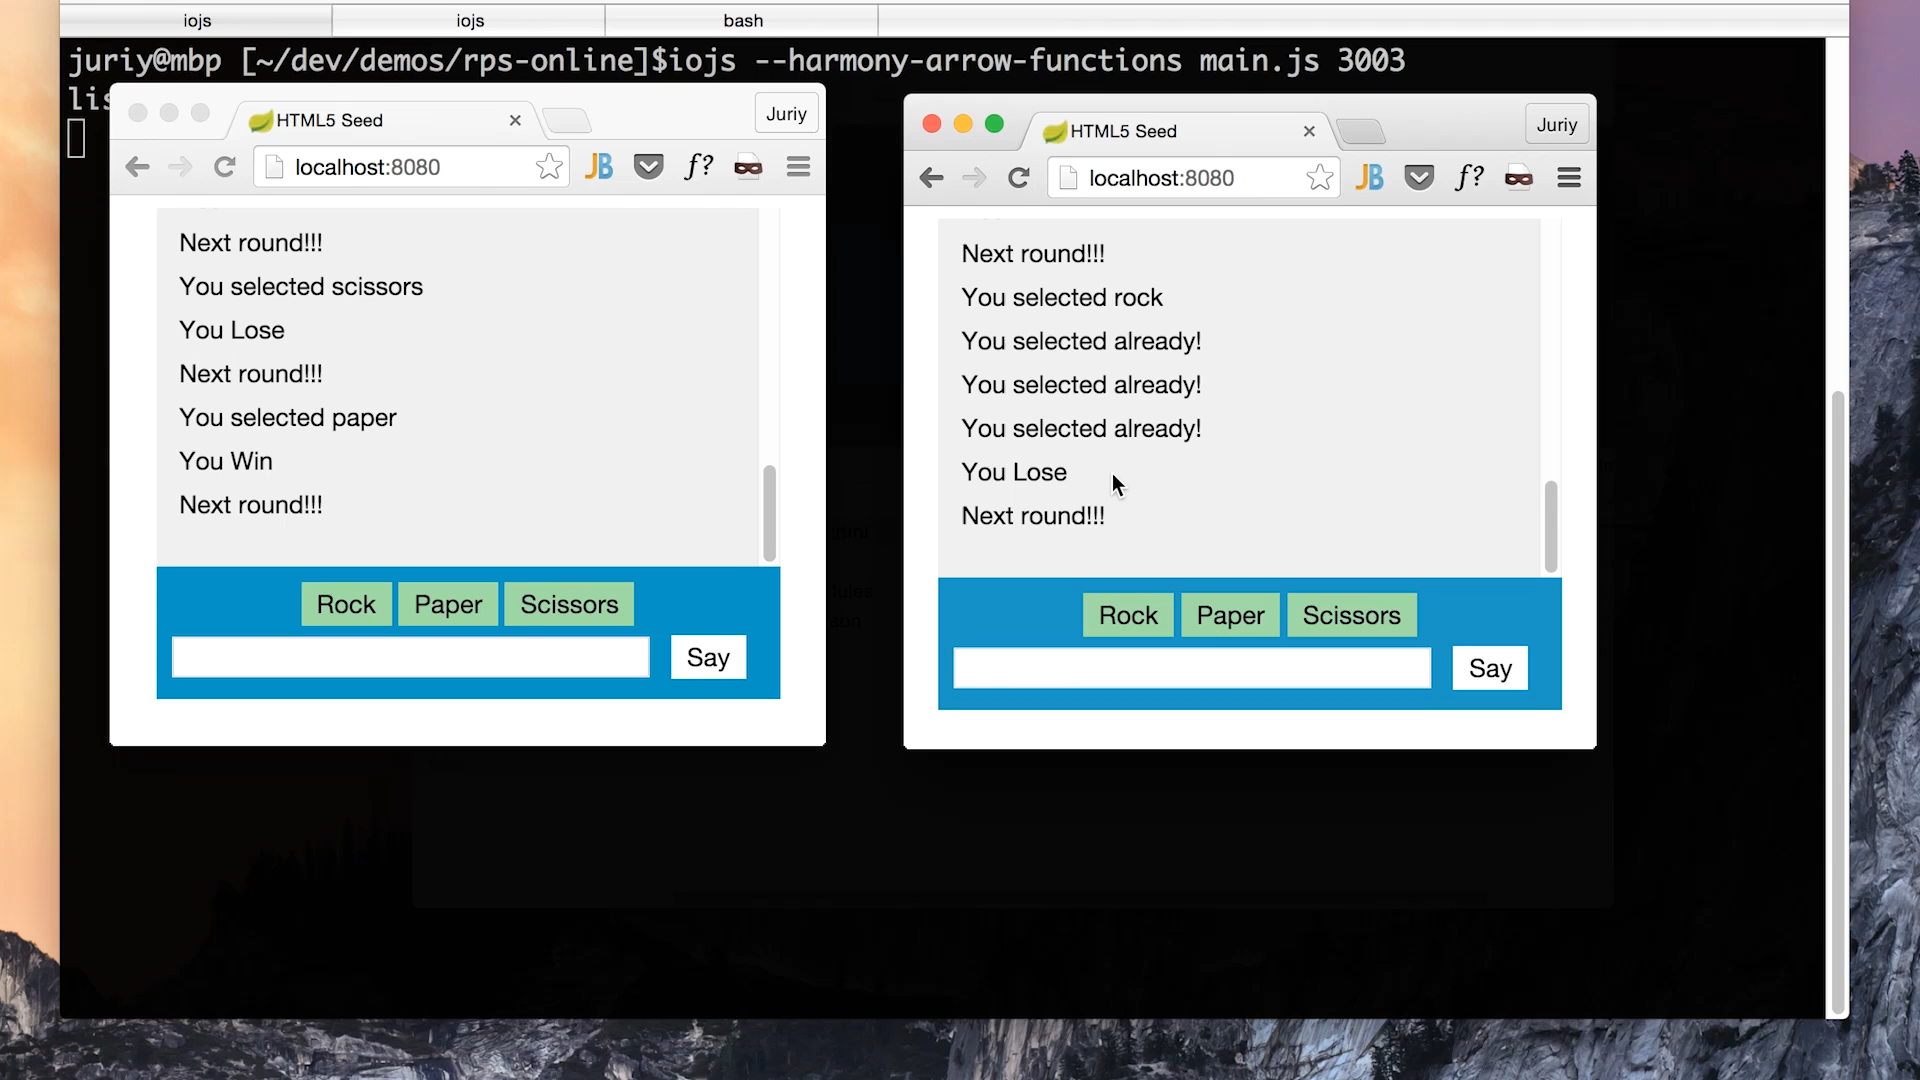 iojs
iojs
bash
juriy@mbp [~/dev/demos/rps-online]$iojs --harmony-arrow-functions main.js 3003
lis
HTML5 Seed
Juriy
localhost:8080
JB
f?
Next round!!!
You selected scissors
You Lose
Next round!!!
You selected paper
You Win
Next round!!!
Rock
Paper
Scissors
Say
HTML5 Seed
Juriy
localhost:8080
JB
f?
Next round!!!
You selected rock
You selected already!
You selected already!
You selected already!
You Lose
Next round!!!
Rock
Paper
Scissors
Say